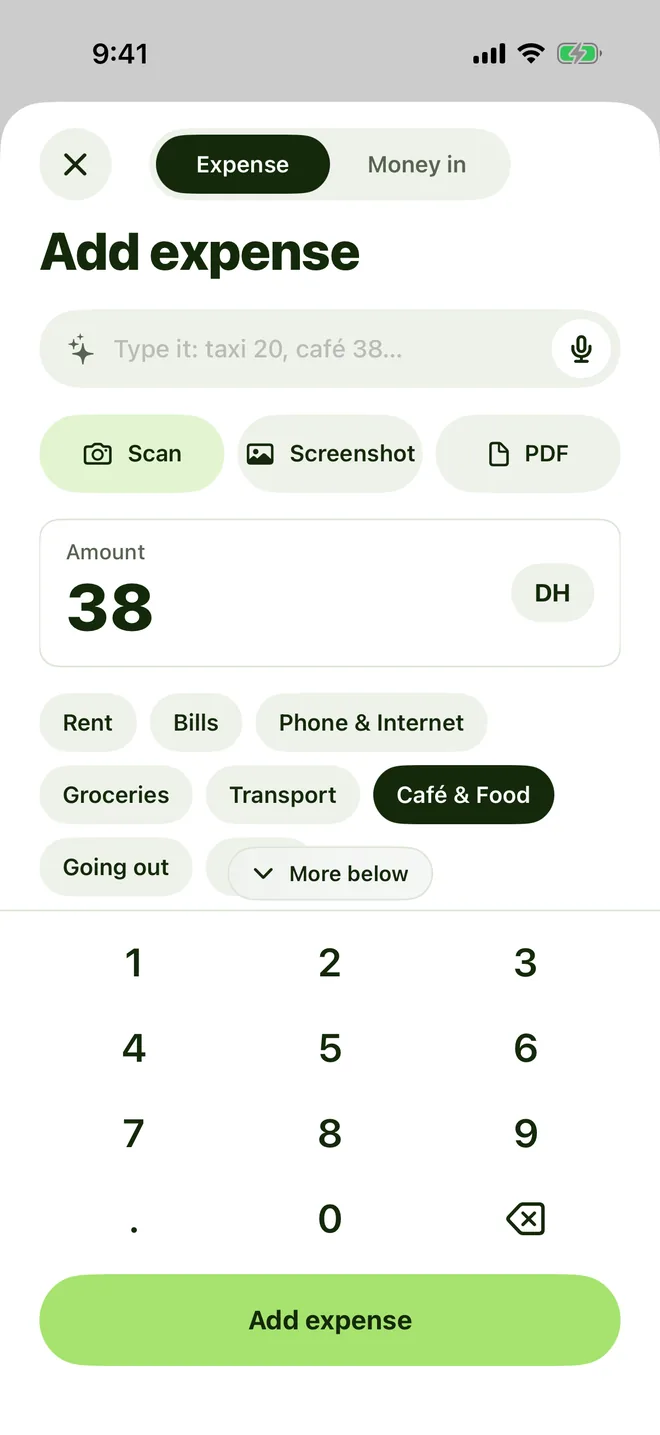 9:41
Expense
Money in
Add expense
Type it: taxi 20, café 38...
Scan
Screenshot
PDF
Amount
38
DH
Rent
Bills
Phone & Internet
Groceries
Transport
Café & Food
Going out
More below
1
2
3
4
5
6
7
8
9
.
0
Add expense